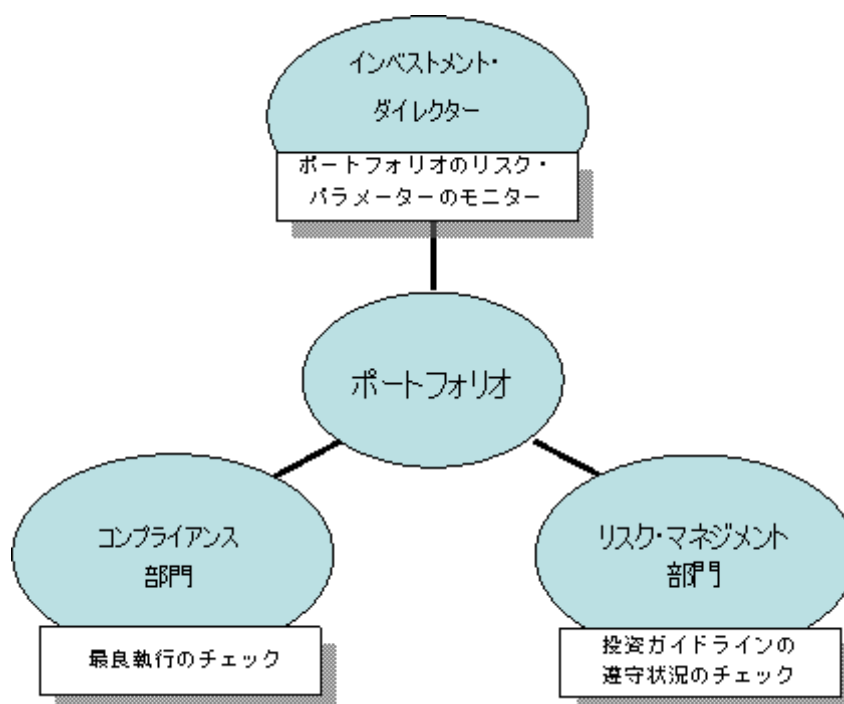 インベストメント・
ダイレクター
ポートフォリオのリスク・
パラメーターのモニター
ポートフォリオ
コンプライアンス
部門
最良執行のチェック
リスク・マネジメント
部門
投資ガイドラインの
遵守状況のチェック